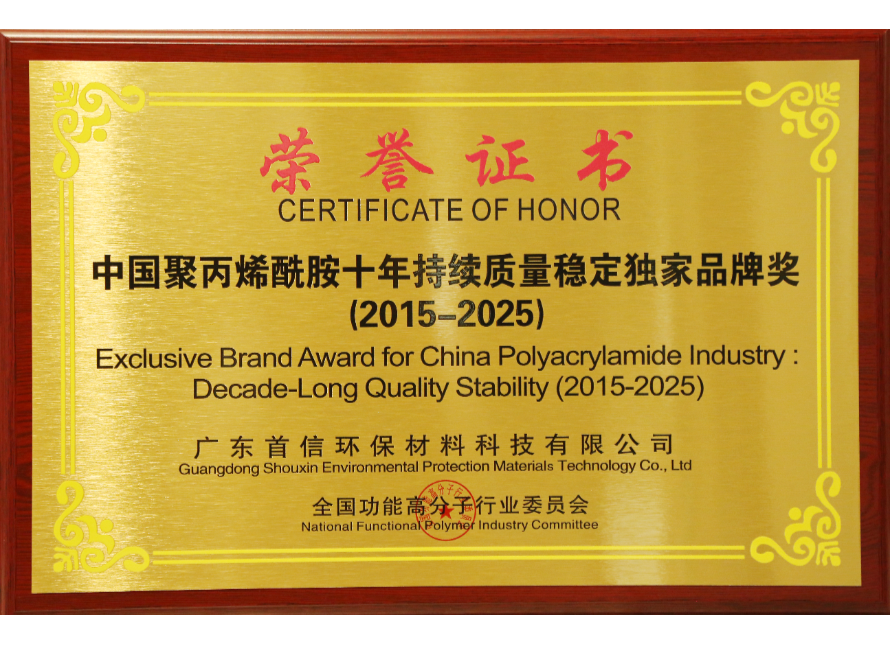 荣誉证书
CERTIFICATE OF HONOR
中国聚丙烯酰胺十年持续质量稳定独家品牌奖
(2015-2025)
Exclusive Brand Award for China Polyacrylamide Industry :
Decade-Long Quality Stability (2015-2025)
广东首信环保材料科技有限公司
Guangdong Shouxin Environmental Protection Materials Technology Co., Ltd
全国功能高分子行业委员会
National Functional Polymer Industry Committee